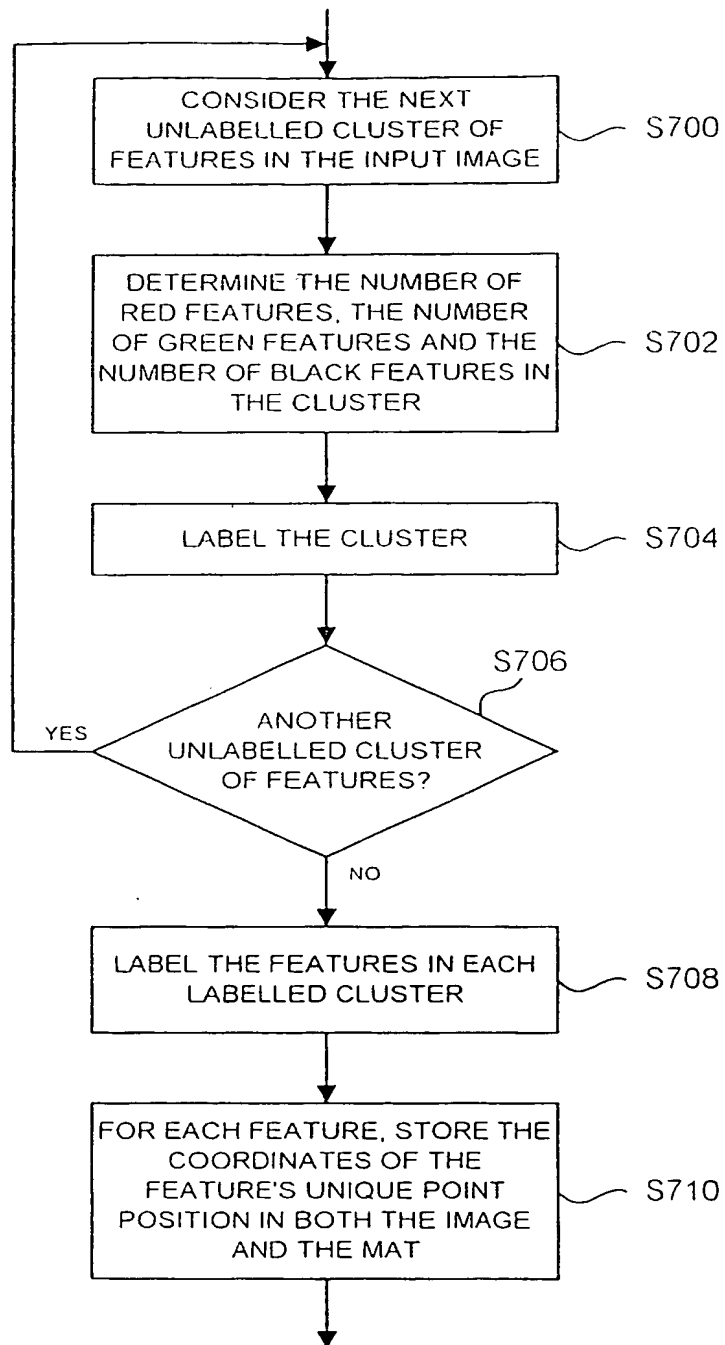 CONSIDER THE NEXT
UNLABELLED CLUSTER OF
FEATURES IN THE INPUT IMAGE
S700
DETERMINE THE NUMBER OF
RED FEATURES, THE NUMBER
OF GREEN FEATURES AND THE
NUMBER OF BLACK FEATURES IN
THE CLUSTER
S702
LABEL THE CLUSTER
S704
S706
YES
ANOTHER
UNLABELLED CLUSTER
OF FEATURES?
NO
LABEL THE FEATURES IN EACH
LABELLED CLUSTER
S708
FOR EACH FEATURE, STORE THE
COORDINATES OF THE
FEATURE'S UNIQUE POINT
POSITION IN BOTH THE IMAGE
AND THE MAT
S710